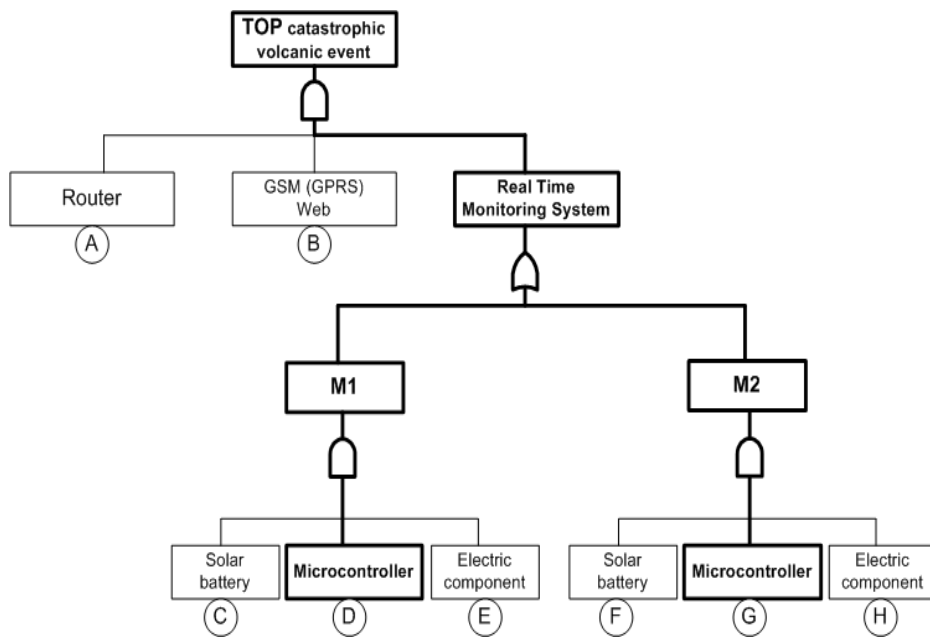 TOP catastrophic
volcanic event
Router
GSM (GPRS)
Web
Real Time
Monitoring System
A
B
M1
M2
Solar
battery
Microcontroller
Electric
component
Solar
battery
Microcontroller
Electric
component
C
D
E
F
G
H